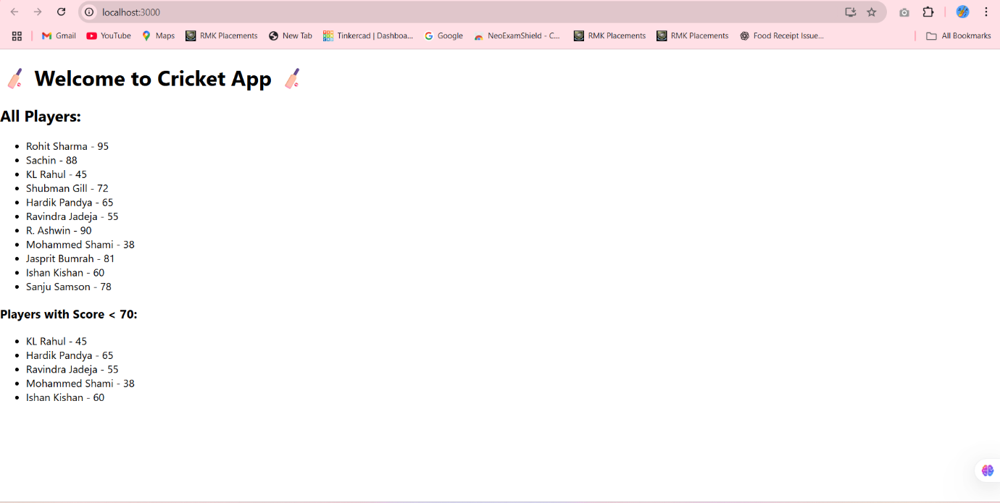 localhost:3000
Gmail YouTube Maps RMK Placements New Tab Tinkercad | Dashboa... Google NeoExamShield - C... RMK Placements RMK Placements Food Receipt Issue... All Bookmarks
Welcome to Cricket App
All Players:
• Rohit Sharma - 95
• Sachin - 88
• KL Rahul - 45
• Shubman Gill - 72
• Hardik Pandya - 65
• Ravindra Jadeja - 55
• R. Ashwin - 90
• Mohammed Shami - 38
• Jasprit Bumrah - 81
• Ishan Kishan - 60
• Sanju Samson - 78
Players with Score < 70:
• KL Rahul - 45
• Hardik Pandya - 65
• Ravindra Jadeja - 55
• Mohammed Shami - 38
• Ishan Kishan - 60